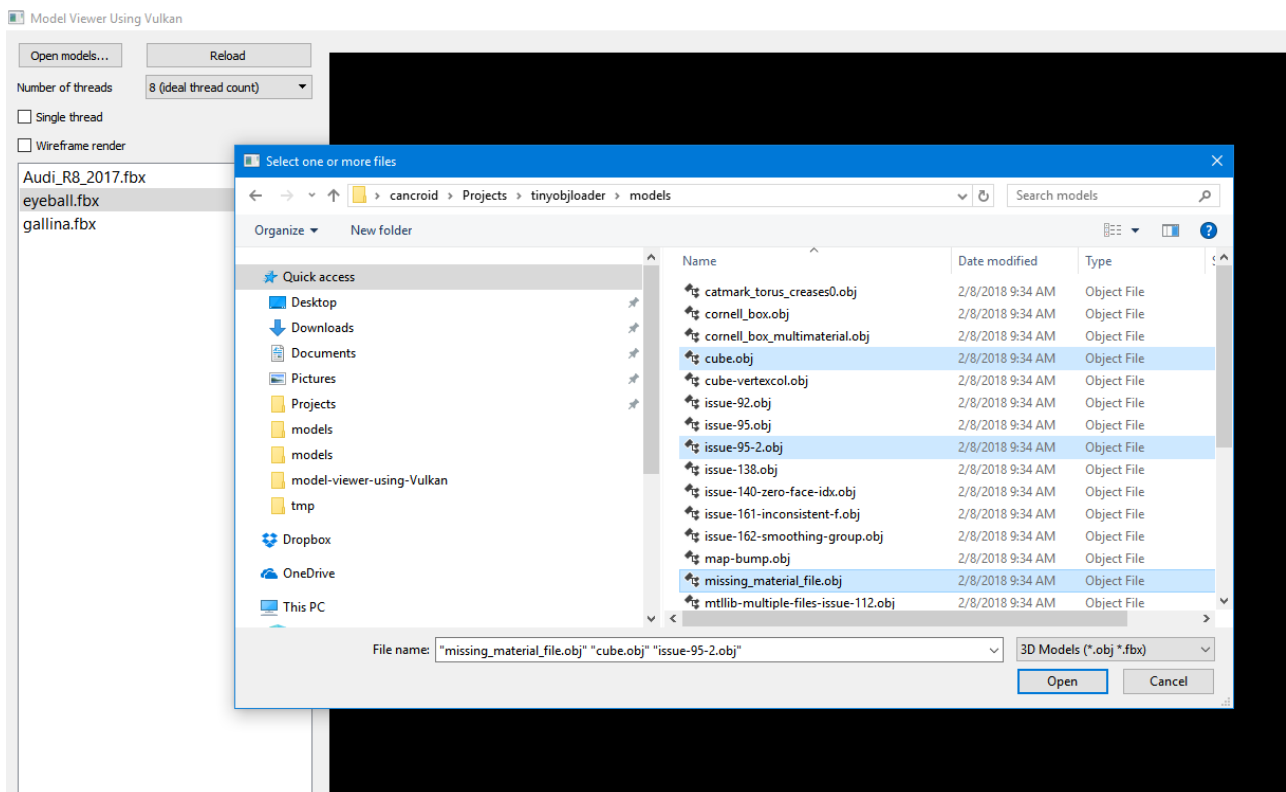 Model Viewer Using Vulkan
Open models... Reload
Number of threads 8 (ideal thread count)
Single thread
Wireframe render
Audi_R8_2017.fbx
eyeball.fbx
gallina.fbx
Select one or more files
cancroid › Projects › tinyobjloader › models Search models
Organize New folder
Quick access
Desktop
Downloads
Documents
Pictures
Projects
models
models
model-viewer-using-Vulkan
tmp
Dropbox
OneDrive
This PC
Name Date modified Type
catmark_torus_creases0.obj 2/8/2018 9:34 AM Object File
cornell_box.obj 2/8/2018 9:34 AM Object File
cornell_box_multimaterial.obj 2/8/2018 9:34 AM Object File
cube.obj 2/8/2018 9:34 AM Object File
cube-vertexcol.obj 2/8/2018 9:34 AM Object File
issue-92.obj 2/8/2018 9:34 AM Object File
issue-95.obj 2/8/2018 9:34 AM Object File
issue-95-2.obj 2/8/2018 9:34 AM Object File
issue-138.obj 2/8/2018 9:34 AM Object File
issue-140-zero-face-idx.obj 2/8/2018 9:34 AM Object File
issue-161-inconsistent-f.obj 2/8/2018 9:34 AM Object File
issue-162-smoothing-group.obj 2/8/2018 9:34 AM Object File
map-bump.obj 2/8/2018 9:34 AM Object File
missing_material_file.obj 2/8/2018 9:34 AM Object File
mtllib-multiple-files-issue-112.obj 2/8/2018 9:34 AM Object File
File name: "missing_material_file.obj" "cube.obj" "issue-95-2.obj" 3D Models (*.obj *.fbx)
Open Cancel